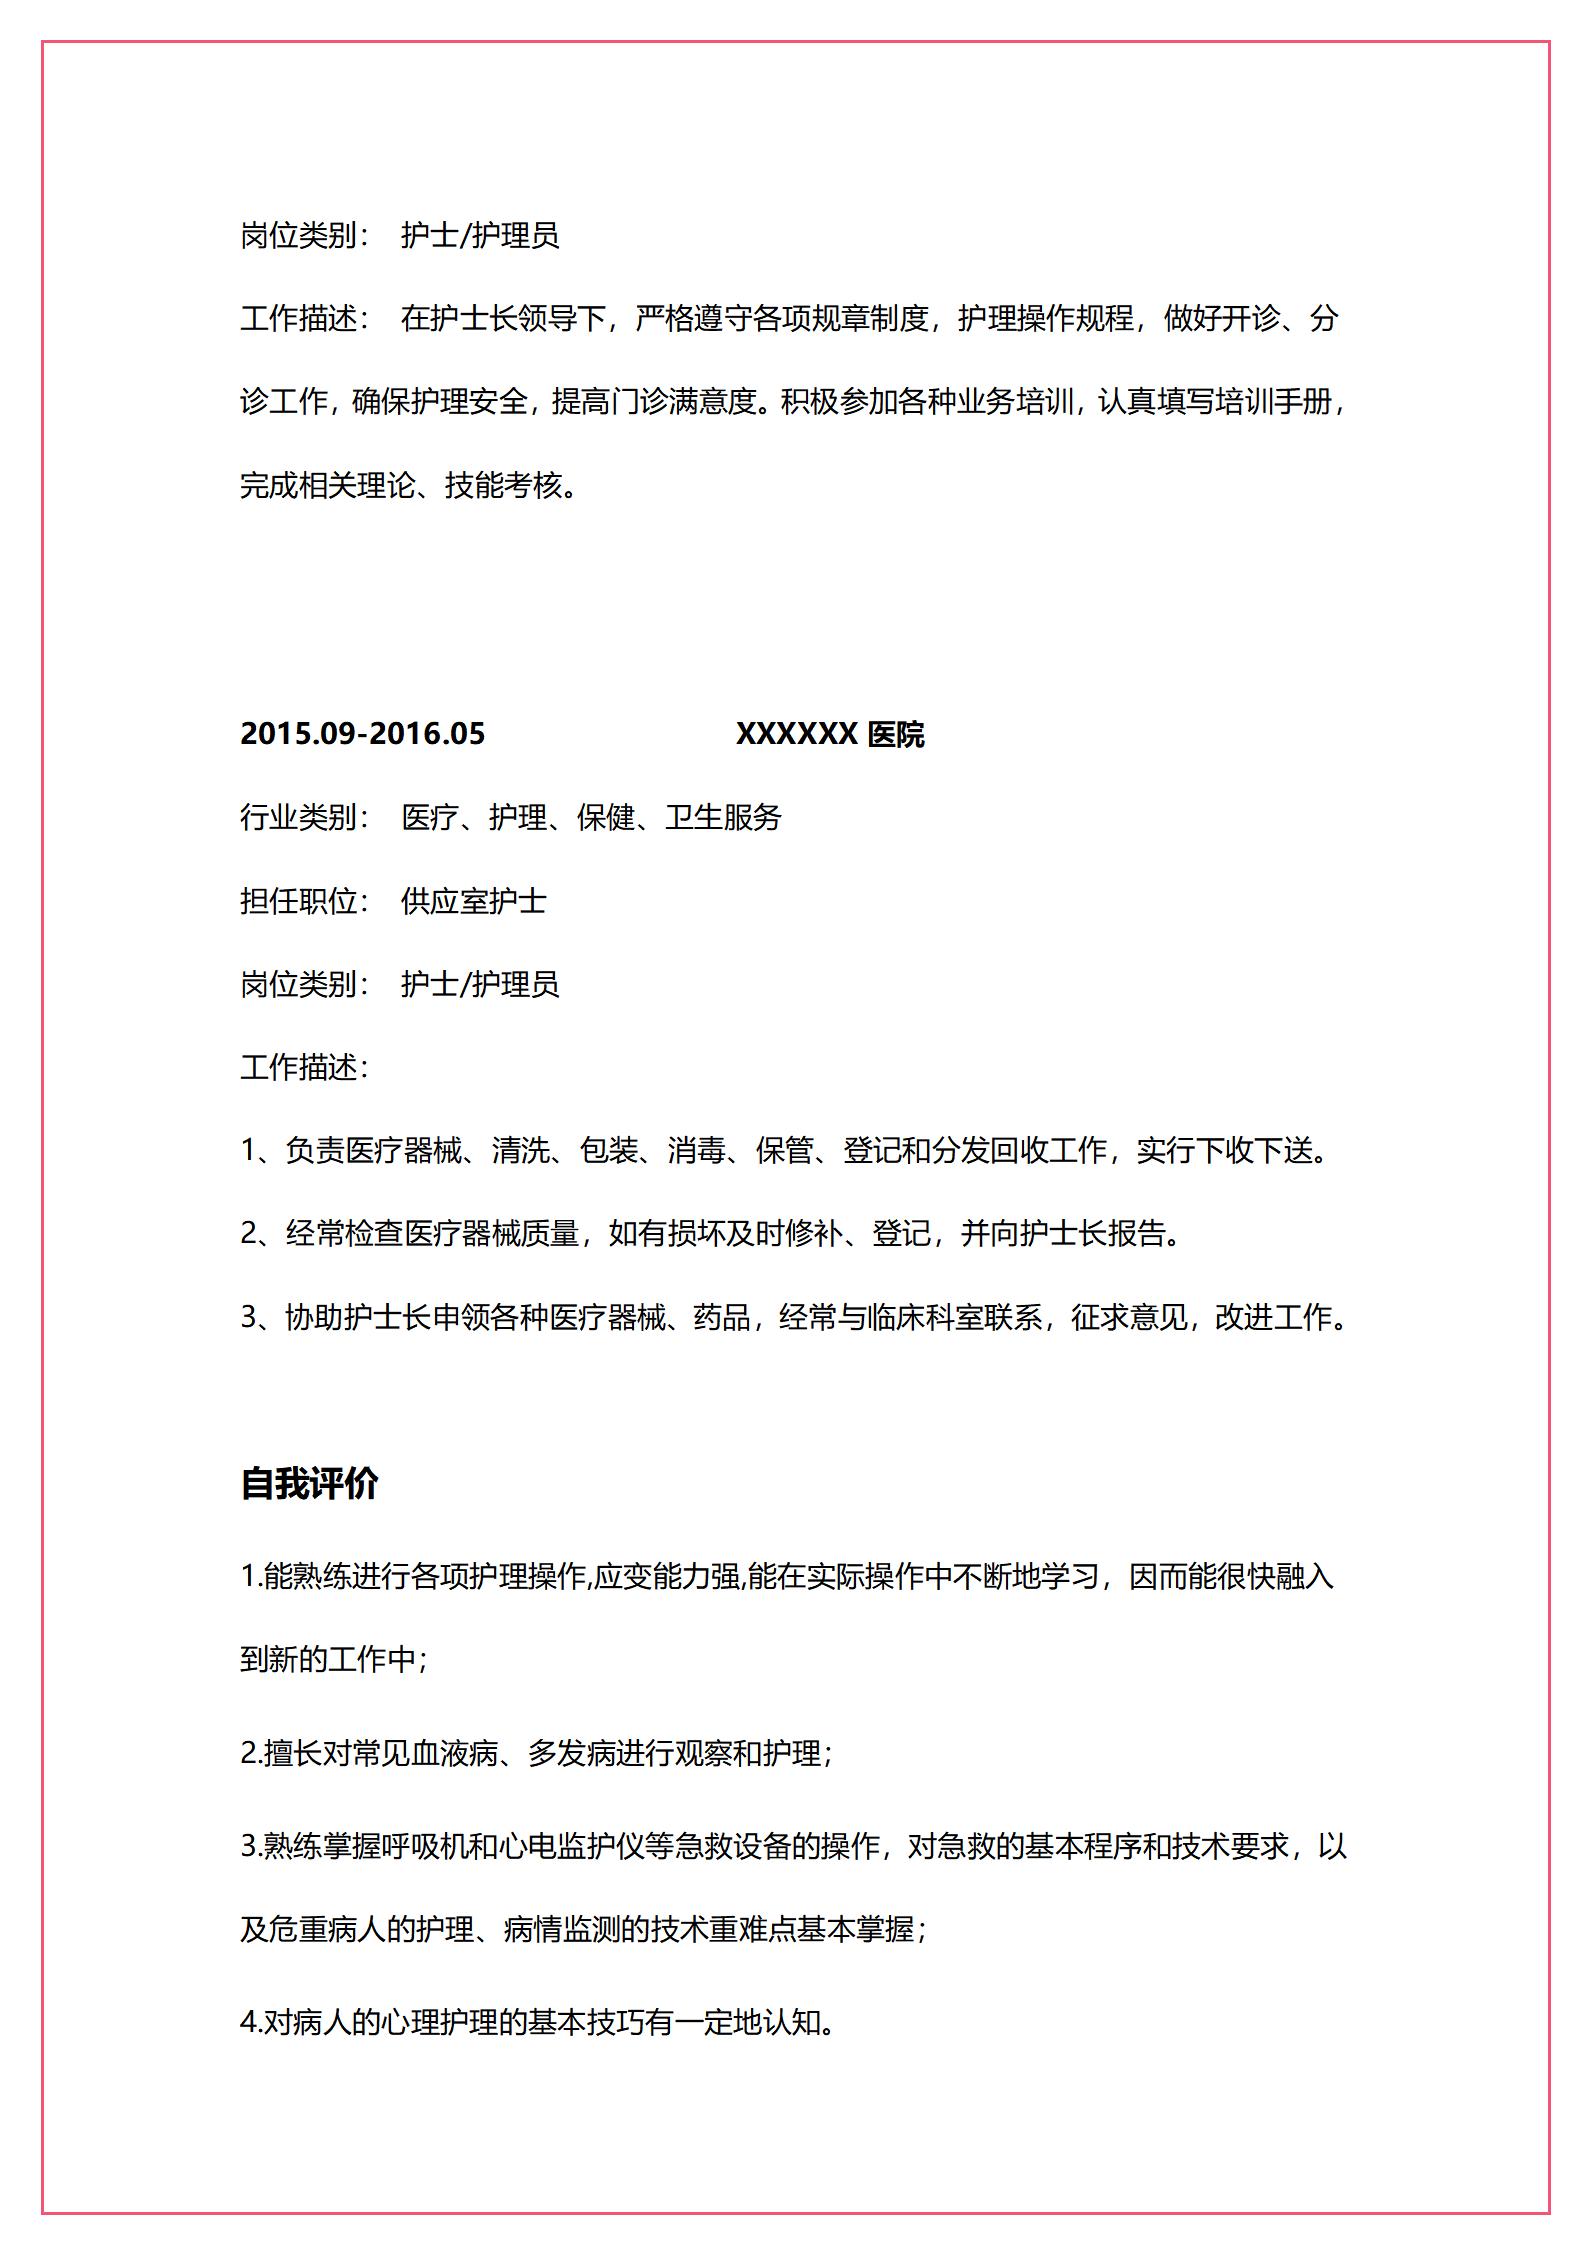 岗位类别： 护士/护理员
工作描述： 在护士长领导下，严格遵守各项规章制度，护理操作规程，做好开诊、分
诊工作，确保护理安全，提高门诊满意度。积极参加各种业务培训，认真填写培训手册，
完成相关理论、技能考核。
2015.09-2016.05 XXXXXX 医院
行业类别： 医疗、护理、保健、卫生服务
担任职位： 供应室护士
岗位类别： 护士/护理员
工作描述：
1、负责医疗器械、清洗、包装、消毒、保管、登记和分发回收工作，实行下收下送。
2、经常检查医疗器械质量，如有损坏及时修补、登记，并向护士长报告。
3、协助护士长申领各种医疗器械、药品，经常与临床科室联系，征求意见，改进工作。
自我评价
1.能熟练进行各项护理操作,应变能力强,能在实际操作中不断地学习，因而能很快融入
到新的工作中；
2.擅长对常见血液病、多发病进行观察和护理；
3.熟练掌握呼吸机和心电监护仪等急救设备的操作，对急救的基本程序和技术要求，以
及危重病人的护理、病情监测的技术重难点基本掌握；
4.对病人的心理护理的基本技巧有一定地认知。